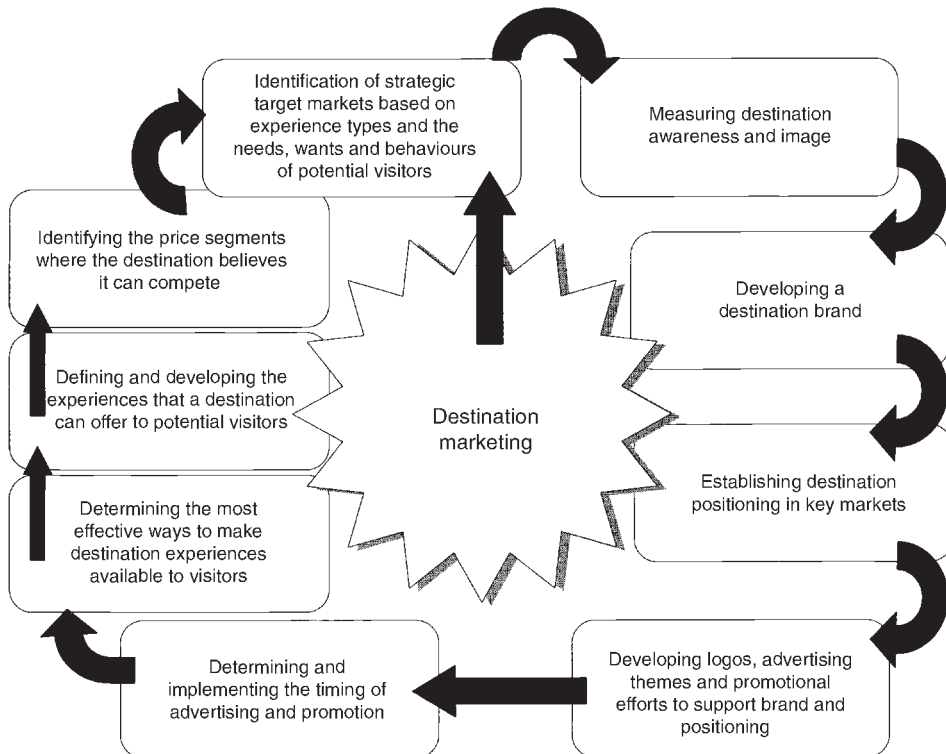 Identification of strategic
target markets based on
experience types and the
needs, wants and behaviours
of potential visitors
Measuring destination
awareness and image
Developing a
destination brand
Establishing destination
positioning in key markets
Developing logos, advertising
themes and promotional
efforts to support brand and
positioning
Determining and
implementing the timing of
advertising and promotion
Determining the most
effective ways to make
destination experiences
available to visitors
Defining and developing the
experiences that a destination
can offer to potential visitors
Identifying the price segments
where the destination believes
it can compete
Destination
marketing